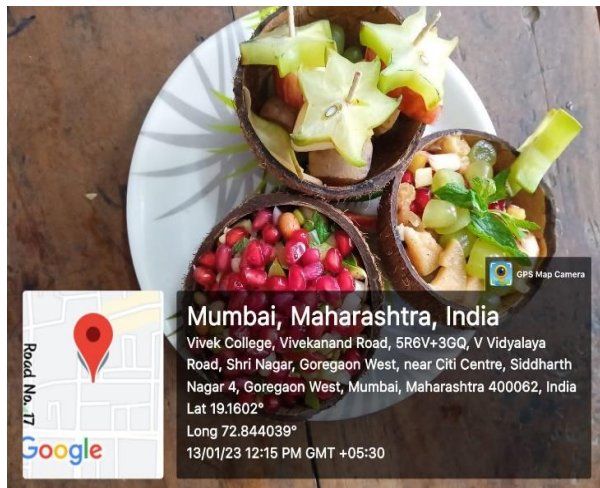 GPS Map Camera
Mumbai, Maharashtra, India
Vivek College, Vivekanand Road, 5R6V+3GQ, V Vidyalaya
Road, Shri Nagar, Goregaon West, near Citi Centre, Siddharth
Nagar 4, Goregaon West, Mumbai, Maharashtra 400062, India
Lat 19.1602°
Long 72.844039°
13/01/23 12:15 PM GMT +05:30
Road No. 17
Google